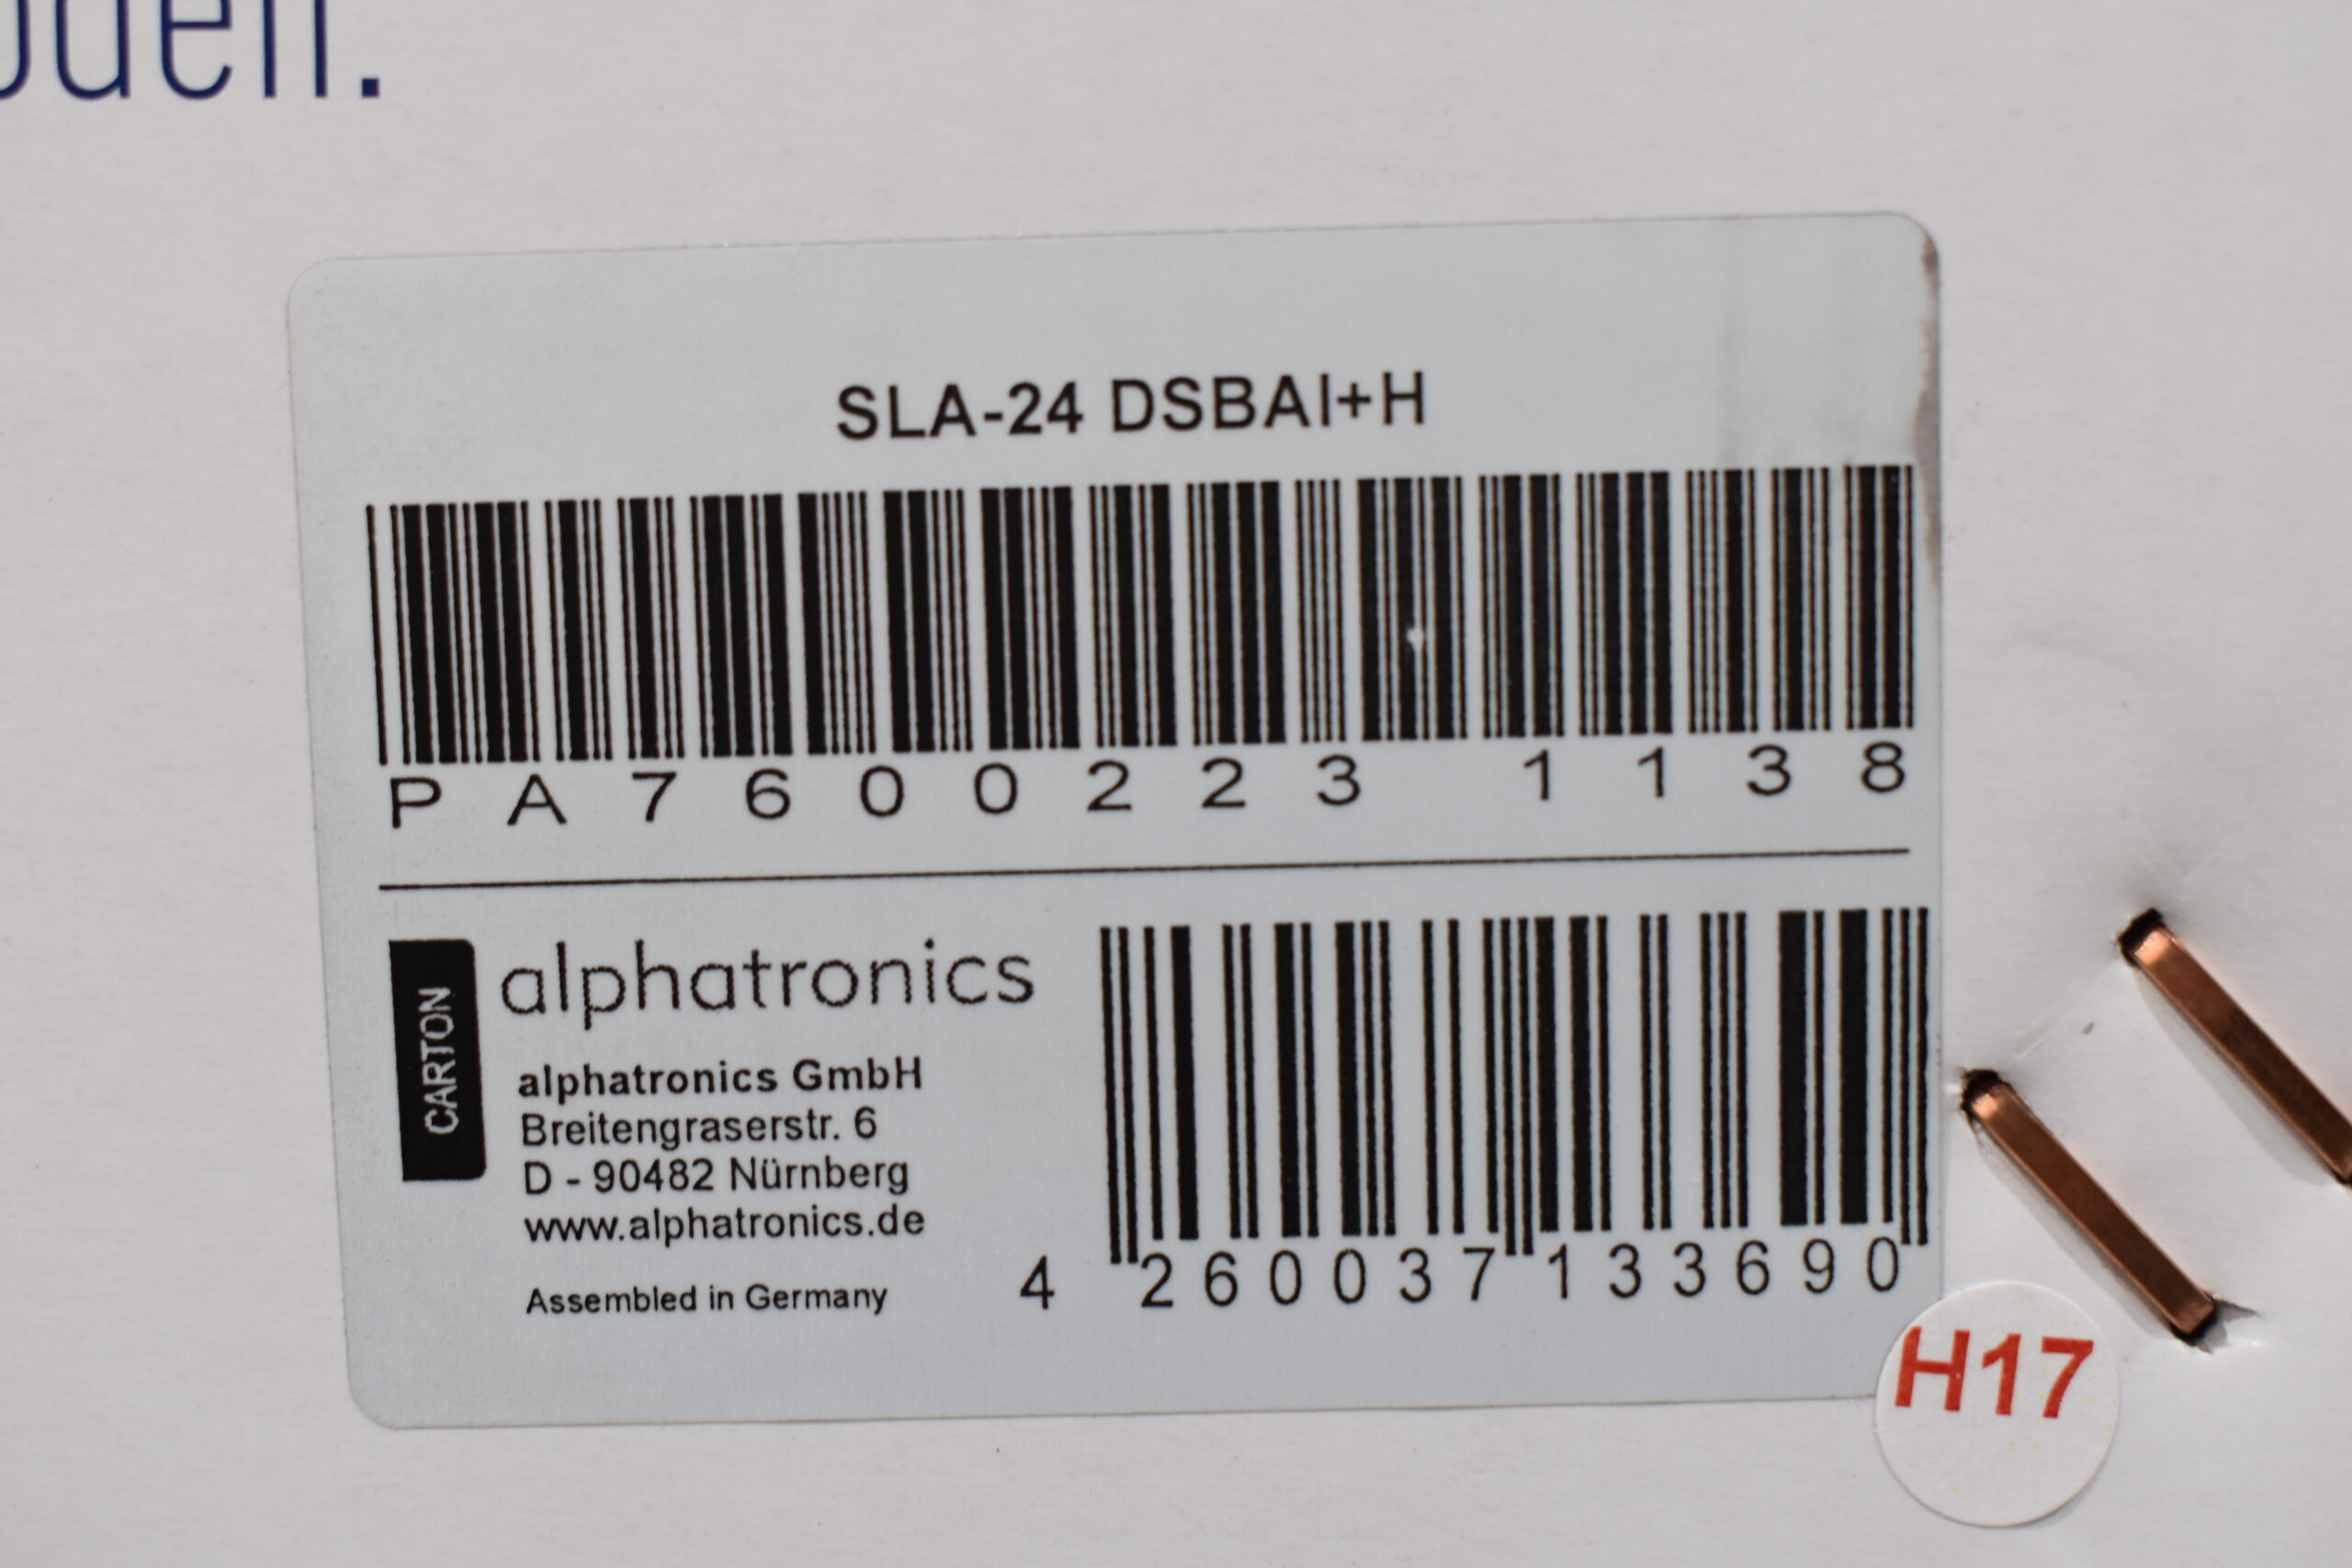 SLA-24 DSBAI+H
PA7600223 1138
CARTON
alphatronics
alphatronics GmbH
Breitengraserstr. 6
D - 90482 Nürnberg
www.alphatronics.de
Assembled in Germany
4 260037 133690
H17